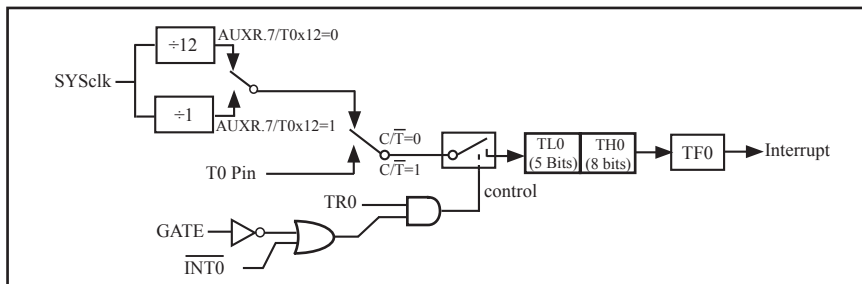 AUXR.7/T0x12=0
÷12
SYSclk
÷1
AUXR.7/T0x12=1
C/T̅=0
C/T̅=1
T0 Pin
TL0
(5 Bits)
TH0
(8 bits)
TF0
Interrupt
control
TR0
GATE
I̅N̅T̅0̅